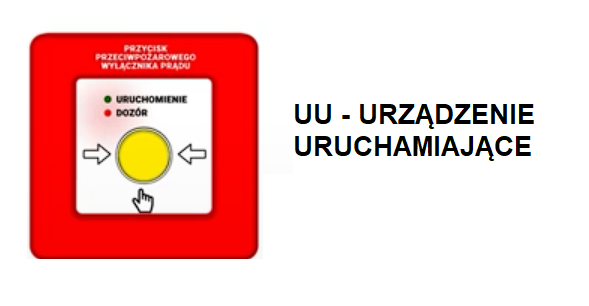 PRZYCISK
PRZECIWPOŻAROWEGO
WYŁĄCZNIKA PRĄDU
URUCHOMIENIE
DOZÓR
UU - URZĄDZENIE
URUCHAMIAJĄCE